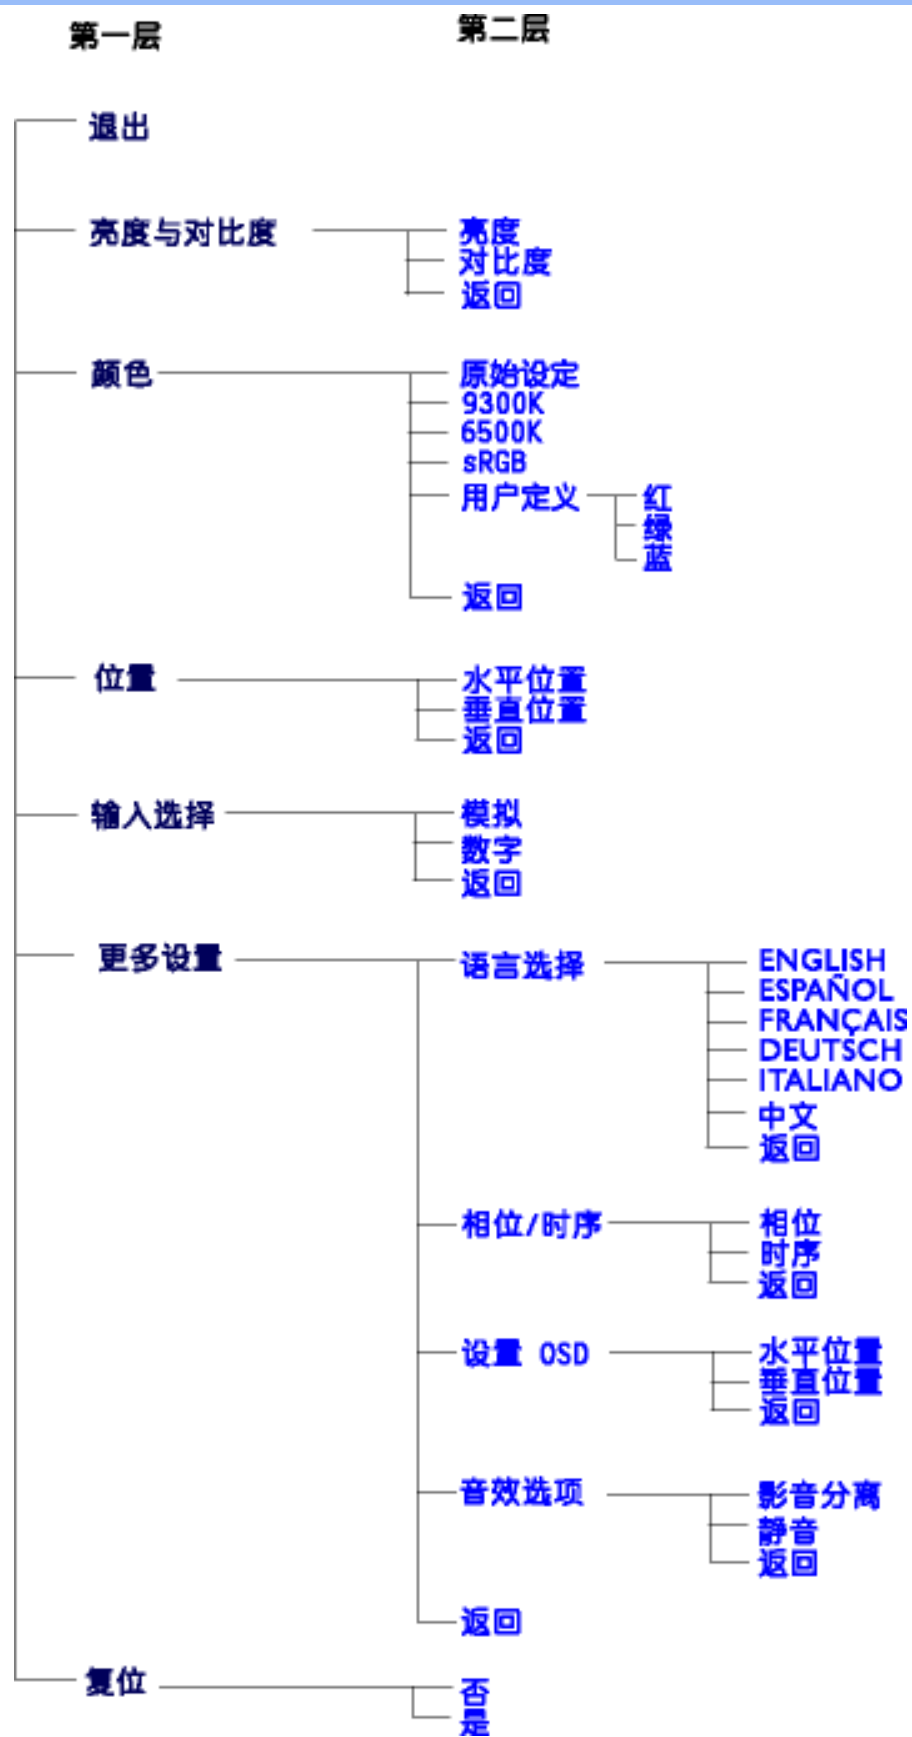 第一层
第二层
退出
亮度与对比度
亮度
对比度
返回
颜色
原始设定
9300K
6500K
sRGB
用户定义
红
绿
蓝
返回
位置
水平位置
垂直位置
返回
输入选择
模拟
数字
返回
更多设置
语言选择
ENGLISH
ESPAÑOL
FRANÇAIS
DEUTSCH
ITALIANO
中文
返回
相位/时序
相位
时序
返回
设置 OSD
水平位置
垂直位置
返回
音效选项
影音分离
静音
返回
返回
复位
否
是